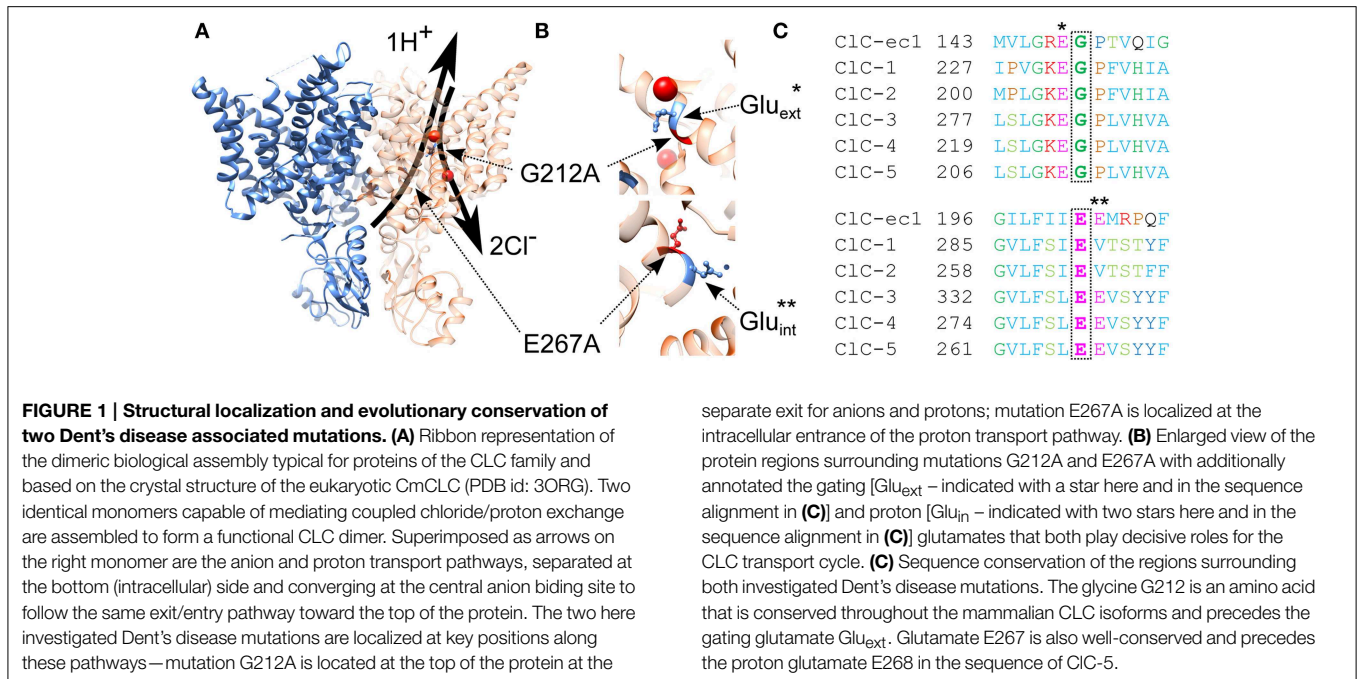 A
1H+
2Cl-
B
Gluext*
G212A
E267A
Gluint**
C
*
ClC-ec1 143 MVLGREGPTVQIG
ClC-1 227 IPVGKEGPFVHIA
ClC-2 200 MPLGKEGPFVHIA
ClC-3 277 LSLGKEGPLVHVA
ClC-4 219 LSLGKEGPLVHVA
ClC-5 206 LSLGKEGPLVHVA
**
ClC-ec1 196 GILFIIEEMRPQF
ClC-1 285 GVLFSIEVTSTYF
ClC-2 258 GVLFSIEVTSTFF
ClC-3 332 GVLFSLEEVSYYF
ClC-4 274 GVLFSLEEVSYYF
ClC-5 261 GVLFSLEEVSYYF
FIGURE 1 | Structural localization and evolutionary conservation of
two Dent's disease associated mutations. (A) Ribbon representation of
the dimeric biological assembly typical for proteins of the CLC family and
based on the crystal structure of the eukaryotic CmCLC (PDB id: 3ORG). Two
identical monomers capable of mediating coupled chloride/proton exchange
are assembled to form a functional CLC dimer. Superimposed as arrows on
the right monomer are the anion and proton transport pathways, separated at
the bottom (intracellular) side and converging at the central anion biding site to
follow the same exit/entry pathway toward the top of the protein. The two here
investigated Dent's disease mutations are localized at key positions along
these pathways—mutation G212A is located at the top of the protein at the
separate exit for anions and protons; mutation E267A is localized at the
intracellular entrance of the proton transport pathway. (B) Enlarged view of the
protein regions surrounding mutations G212A and E267A with additionally
annotated the gating [Gluext – indicated with a star here and in the sequence
alignment in (C)] and proton [Gluin – indicated with two stars here and in the
sequence alignment in (C)] glutamates that both play decisive roles for the
CLC transport cycle. (C) Sequence conservation of the regions surrounding
both investigated Dent's disease mutations. The glycine G212 is an amino acid
that is conserved throughout the mammalian CLC isoforms and precedes the
gating glutamate Gluext. Glutamate E267 is also well-conserved and precedes
the proton glutamate E268 in the sequence of ClC-5.